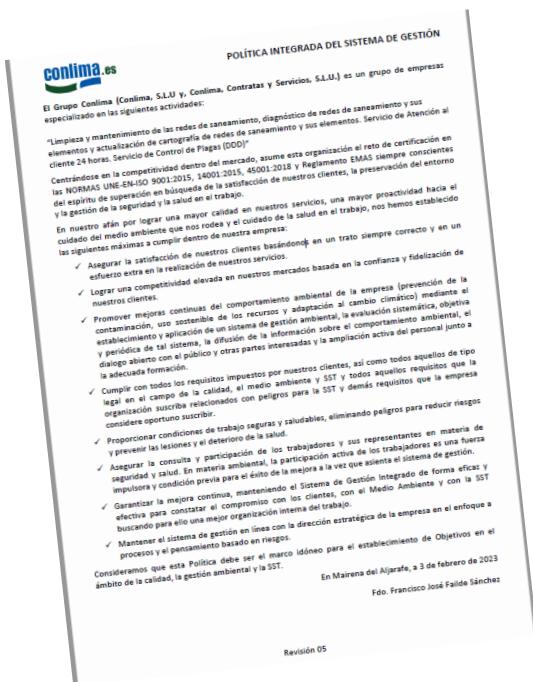 conlima.es
POLÍTICA INTEGRADA DEL SISTEMA DE GESTIÓN
El Grupo Conlima (Conlima, S.L.U y, Conlima, Contratas y Servicios, S.L.U.) es un grupo de empresas
especializado en las siguientes actividades:
"Limpieza y mantenimiento de las redes de saneamiento, diagnóstico de redes de saneamiento y sus
elementos y actualización de cartografía de redes de saneamiento y sus elementos. Servicio de Atención al
cliente 24 horas. Servicio de Control de Plagas (DDD)"
Centrándose en la competitividad dentro del mercado, asume esta organización el reto de certificación en
las NORMAS UNE-EN-ISO 9001:2015, 14001:2015, 45001:2018 y Reglamento EMAS siempre conscientes
del espíritu de superación en búsqueda de la satisfacción de nuestros clientes, la preservación del entorno
y la gestión de la seguridad y la salud en el trabajo.
En nuestro afán por lograr una mayor calidad en nuestros servicios, una mayor proactividad hacia el
cuidado del medio ambiente que nos rodea y el cuidado de la salud en el trabajo, nos hemos establecido
las siguientes máximas a cumplir dentro de nuestra empresa:
✓ Asegurar la satisfacción de nuestros clientes basándonos en un trato siempre correcto y en un
esfuerzo extra en la realización de nuestros servicios.
✓ Lograr una competitividad elevada en nuestros mercados basada en la confianza y fidelización de
nuestros clientes.
✓ Promover mejoras continuas del comportamiento ambiental de la empresa (prevención de la
contaminación, uso sostenible de los recursos y adaptación al cambio climático) mediante el
establecimiento y aplicación de un sistema de gestión ambiental, la evaluación sistemática, objetiva
y periódica de tal sistema, la difusión de la información sobre el comportamiento ambiental, el
dialogo abierto con el público y otras partes interesadas y la ampliación activa del personal junto a
la adecuada formación.
✓ Cumplir con todos los requisitos impuestos por nuestros clientes, así como todos aquellos de tipo
legal en el campo de la calidad, el medio ambiente y SST y todos aquellos requisitos que la
organización suscriba relacionados con peligros para la SST y demás requisitos que la empresa
considere oportuno suscribir.
✓ Proporcionar condiciones de trabajo seguras y saludables, eliminando peligros para reducir riesgos
y prevenir las lesiones y el deterioro de la salud.
✓ Asegurar la consulta y participación de los trabajadores y sus representantes en materia de
seguridad y salud. En materia ambiental, la participación activa de los trabajadores es una fuerza
impulsora y condición previa para el éxito de la mejora a la vez que asienta el sistema de gestión.
✓ Garantizar la mejora continua, manteniendo el Sistema de Gestión Integrado de forma eficaz y
efectiva para constatar el compromiso con los clientes, con el Medio Ambiente y con la SST
buscando para ello una mejor organización interna del trabajo.
✓ Mantener el sistema de gestión en línea con la dirección estratégica de la empresa en el enfoque a
procesos y el pensamiento basado en riesgos.
Consideramos que esta Política debe ser el marco idóneo para el establecimiento de Objetivos en el
ámbito de la calidad, la gestión ambiental y la SST.
En Mairena del Aljarafe, a 3 de febrero de 2023
Fdo. Francisco José Failde Sánchez
Revisión 05